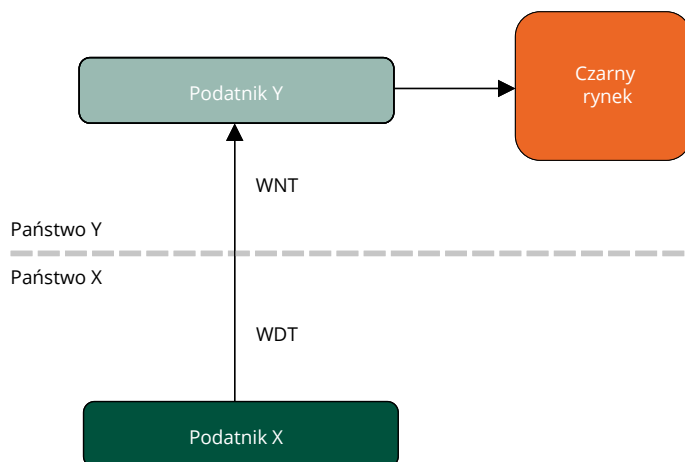 Czarny
rynek
Podatnik Y
WNT
Państwo Y
Państwo X
WDT
Podatnik X